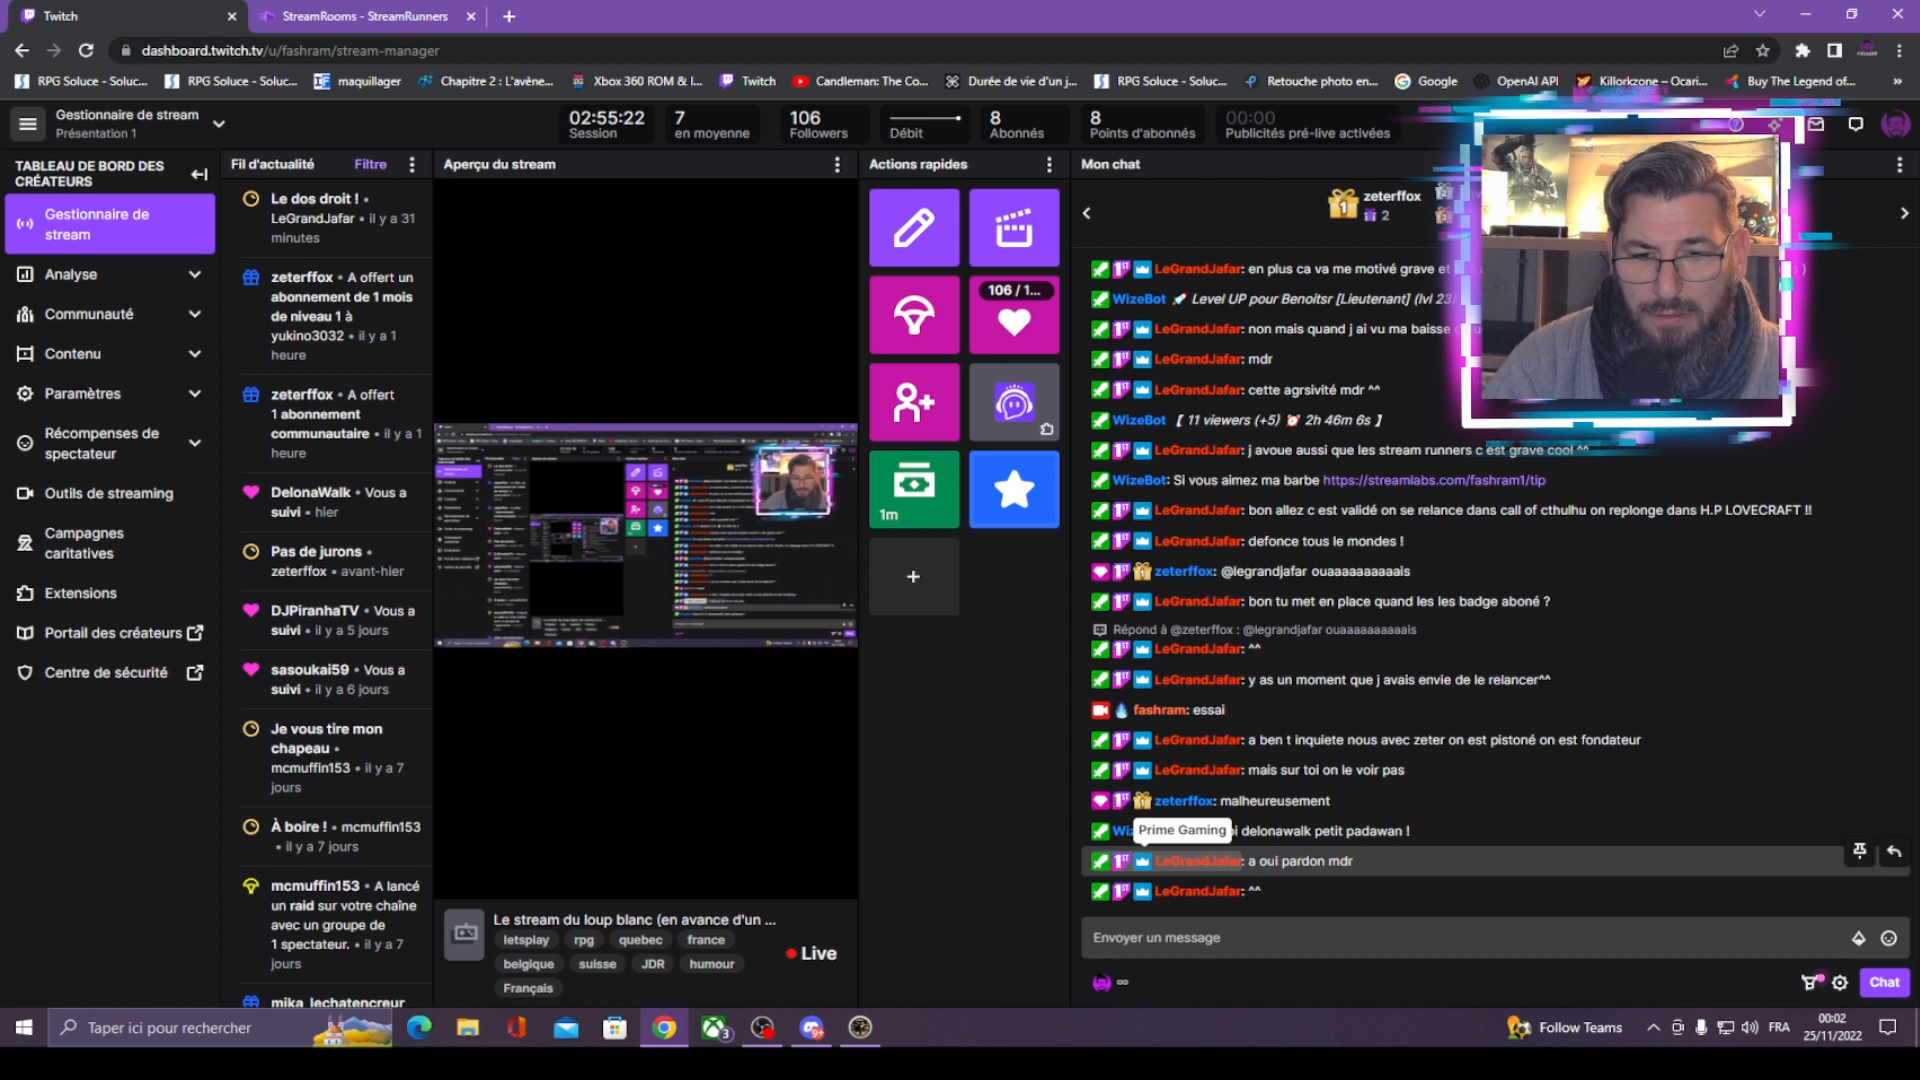 Twitch
StreamRooms - StreamRunners
dashboard.twitch.tv/u/fashram/stream-manager
RPG Soluce - Soluc...
RPG Soluce - Soluc...
maquillager
Chapitre 2 : L'avène...
Xbox 360 ROM & I...
Twitch
Candleman: The Co...
Durée de vie d'un j...
RPG Soluce - Soluc...
Retouche photo en...
Google
OpenAI API
Killorkzone – Ocari...
Buy The Legend of...
»
Gestionnaire de stream
Présentation 1
02:55:22
Session
7
en moyenne
106
Followers
Débit
8
Abonnés
8
Points d'abonnés
00:00
Publicités pré-live activées
TABLEAU DE BORD DES
CRÉATEURS
Gestionnaire de
stream
Analyse
Communauté
Contenu
Paramètres
Récompenses de
spectateur
Outils de streaming
Campagnes
caritatives
Extensions
Portail des créateurs
Centre de sécurité
Fil d'actualité
Filtre
Le dos droit ! •
LeGrandJafar • il y a 31
minutes
zeterffox • A offert un
abonnement de 1 mois
de niveau 1 à
yukino3032 • il y a 1
heure
zeterffox • A offert
1 abonnement
communautaire • il y a 1
heure
DelonaWalk • Vous a
suivi • hier
Pas de jurons •
zeterffox • avant-hier
DJPiranhaTV • Vous a
suivi • il y a 5 jours
sasoukai59 • Vous a
suivi • il y a 6 jours
Je vous tire mon
chapeau •
mcmuffin153 • il y a 7
jours
À boire ! • mcmuffin153
• il y a 7 jours
mcmuffin153 • A lancé
un raid sur votre chaîne
avec un groupe de
1 spectateur. • il y a 7
jours
mika_lechatencreur
Aperçu du stream
Le stream du loup blanc (en avance d'un ...
letsplay
rpg
quebec
france
belgique
suisse
JDR
humour
Français
Live
Actions rapides
106 / 1...
1m
Mon chat
zeterffox
2
LeGrandJafar: en plus ca va me motivé grave et
WizeBot Level UP pour Benoitsr [Lieutenant] (lvl 23)
LeGrandJafar: non mais quand j ai vu ma baisse
LeGrandJafar: mdr
LeGrandJafar: cette agrsivité mdr ^^
WizeBot 【 11 viewers (+5) ⏰ 2h 46m 6s 】
LeGrandJafar: j avoue aussi que les stream runners c est grave cool ^^
WizeBot: Si vous aimez ma barbe https://streamlabs.com/fashram1/tip
LeGrandJafar: bon allez c est validé on se relance dans call of cthulhu on replonge dans H.P LOVECRAFT !!
LeGrandJafar: defonce tous le mondes !
zeterffox: @legrandjafar ouaaaaaaaaais
LeGrandJafar: bon tu met en place quand les les badge aboné ?
Répond à @zeterffox : @legrandjafar ouaaaaaaaaais
LeGrandJafar: ^^
LeGrandJafar: y as un moment que j avais envie de le relancer^^
fashram: essai
LeGrandJafar: a ben t inquiete nous avec zeter on est pistoné on est fondateur
LeGrandJafar: mais sur toi on le voir pas
zeterffox: malheureusement
Prime Gaming
delonawalk petit padawan !
LeGrandJafar: a oui pardon mdr
LeGrandJafar: ^^
Envoyer un message
Chat
Taper ici pour rechercher
3
Follow Teams
FRA
00:02
25/11/2022